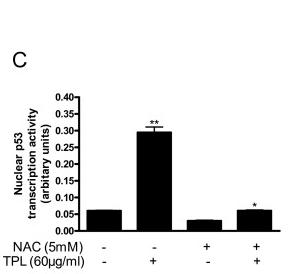 C
Nuclear p53
transcription activity
(arbitary units)
0.40
0.35
0.30
0.25
0.20
0.15
0.10
0.05
0.00
**
*
NAC (5mM) - - + +
TPL (60µg/ml) - + - +